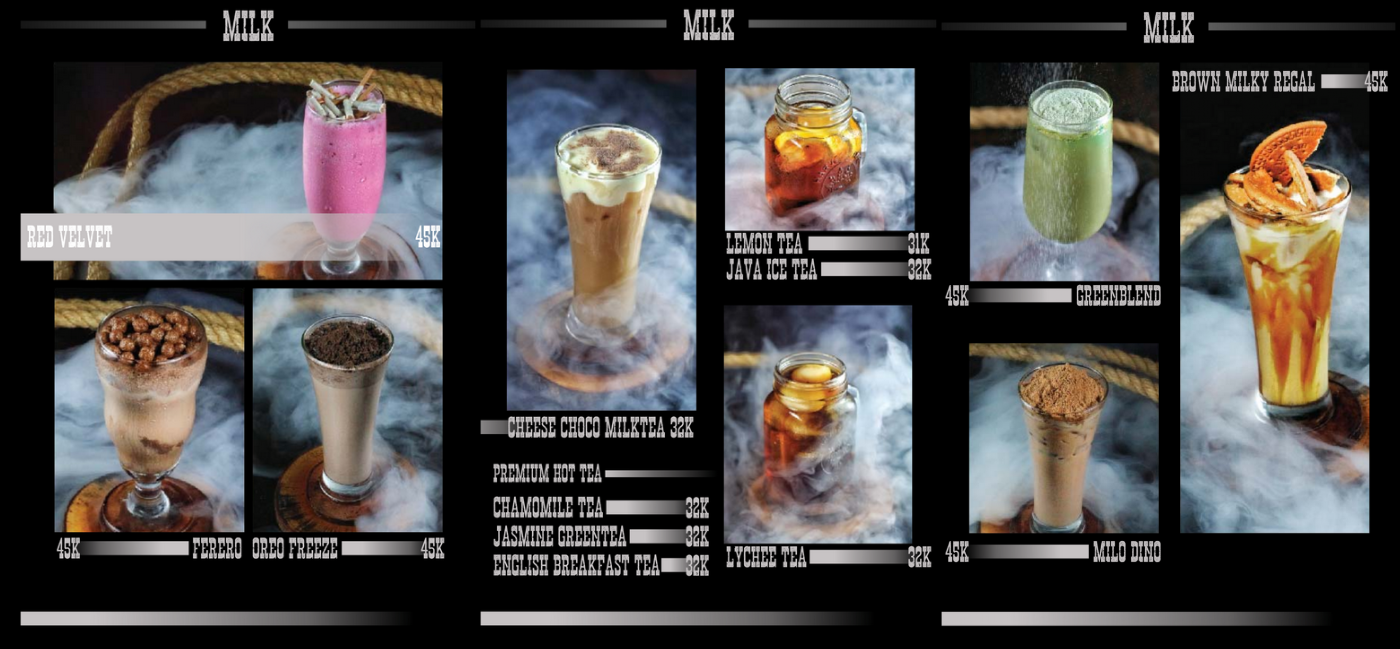 MILK
RED VELVET 45K
45K FERERO
OREO FREEZE 45K
MILK
CHEESE CHOCO MILKTEA 32K
PREMIUM HOT TEA
CHAMOMILE TEA 32K
JASMINE GREENTEA 32K
ENGLISH BREAKFAST TEA 32K
LEMON TEA 31K
JAVA ICE TEA 32K
LYCHEE TEA 32K
MILK
45K GREENBLEND
45K MILO DINO
BROWN MILKY REGAL 45K